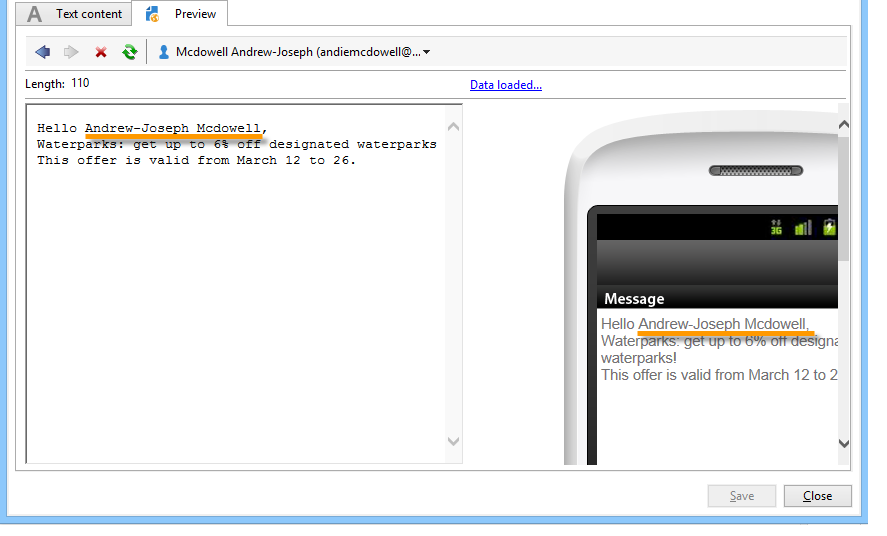 A Text content Preview
Mcdowell Andrew-Joseph (andiemcdowell@...
Length: 110 Data loaded...
Hello Andrew-Joseph Mcdowell,
Waterparks: get up to 6% off designated waterparks
This offer is valid from March 12 to 26.
3G
Message
Hello Andrew-Joseph Mcdowell,
Waterparks: get up to 6% off designa
waterparks!
This offer is valid from March 12 to 2
Save Close